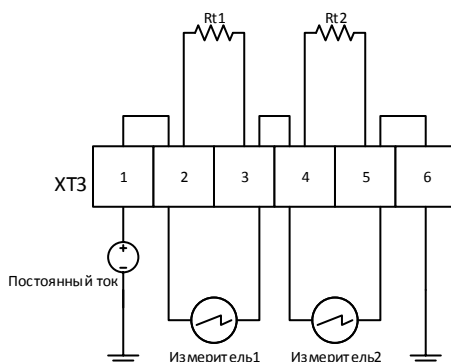 Rt1 Rt2
XT3 1 2 3 4 5 6
+
−
Постоянный ток
Измеритель1 Измеритель2